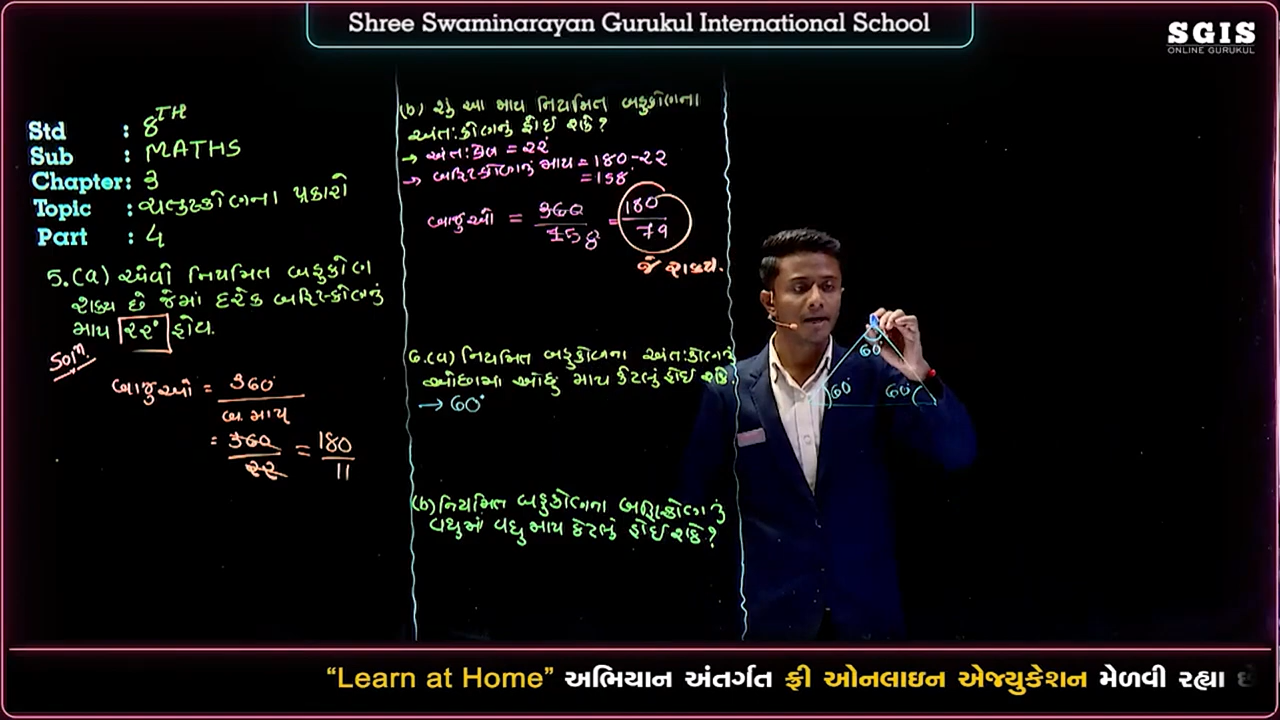 Shree Swaminarayan Gurukul International School
SGIS
ONLINE GURUKUL
Std : 8TH
Sub : MATHS
Chapter: 3
Topic : ચતુષ્કોણના પ્રકારો
Part : 4
5.(a) એવી નિયમિત બહુકોણ
શક્ય છે જેમાં દરેક બહિષ્કોણનું
માપ 22° હોય.
Soln.
બાજુઓ = 360°
બ.માપ
= 360
22
= 180
11
(b) શું આ માપ નિયમિત બહુકોણના
અંત:કોણનું હોઈ શકે?
→ અંત:કોણ = 22°
→ બહિષ્કોણનું માપ = 180-22
= 158°
બાજુઓ = 360
158
= 180
79
જે શક્ય.
6.(a) નિયમિત બહુકોણના અંત:કોણનું
ઓછામાં ઓછું માપ કેટલું હોઈ શકે.
→ 60°
(b) નિયમિત બહુકોણના બહિષ્કોણનું
વધુમાં વધુ માપ કેટલું હોઈ શકે?
60°
60°
60°
“Learn at Home” અભિયાન અંતર્ગત ફ્રી ઓનલાઇન એજ્યુકેશન મેળવી રહ્યા